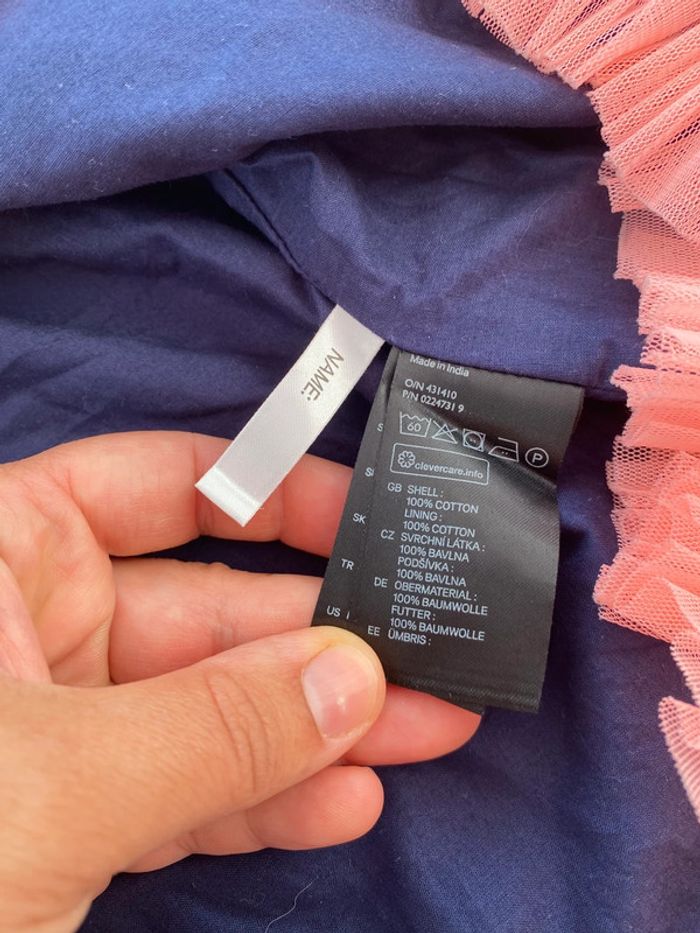 NAME:
Made in India
O/N 431410
P/N 0224731 9
60
P
clevercare.info
GB SHELL :
100% COTTON
LINING :
100% COTTON
CZ SVRCHNÍ LÁTKA :
100% BAVLNA
PODŠÍVKA :
100% BAVLNA
DE OBERMATERIAL :
100% BAUMWOLLE
FUTTER :
100% BAUMWOLLE
EE ÜMBRIS :
SK
TR
US